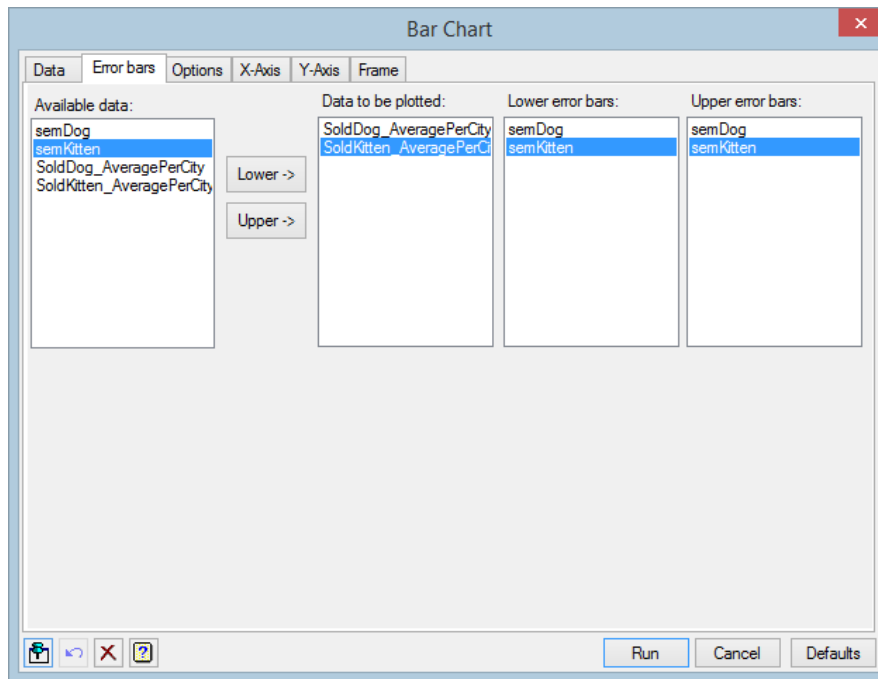 Bar Chart
Data Error bars Options X-Axis Y-Axis Frame
Available data:
semDog
semKitten
SoldDog_AveragePerCity
SoldKitten_AveragePerCity
Lower ->
Upper ->
Data to be plotted:
SoldDog_AveragePerCity
SoldKitten_AveragePerCi
Lower error bars:
semDog
semKitten
Upper error bars:
semDog
semKitten
Run Cancel Defaults